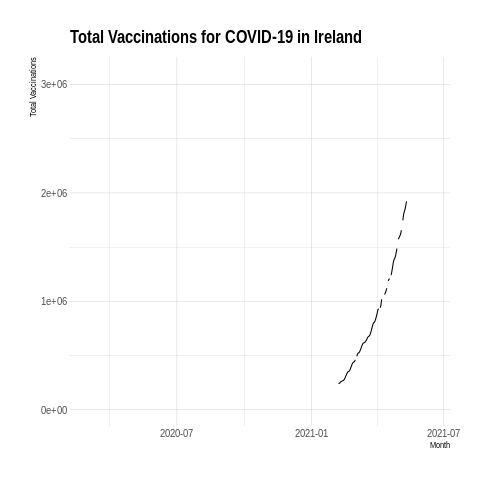 Total Vaccinations for COVID-19 in Ireland
Total Vaccinations
3e+06
2e+06
1e+06
0e+00
2020-07
2021-01
2021-07
Month